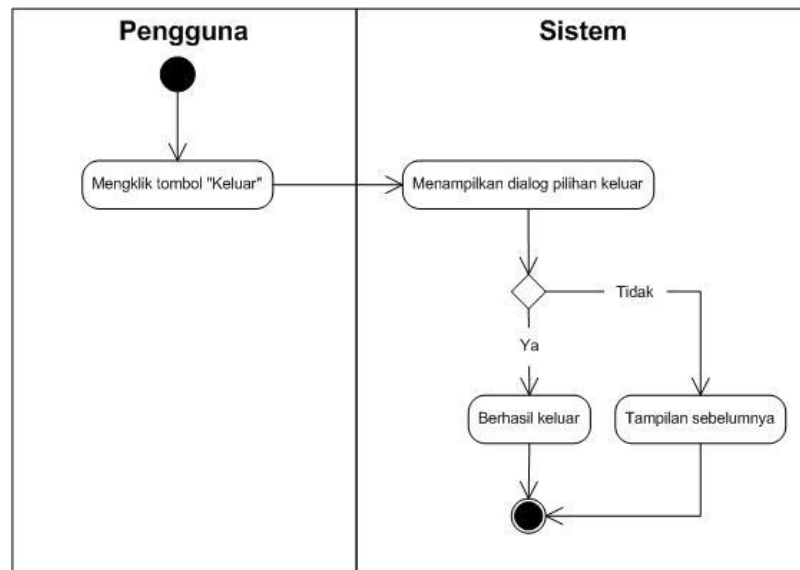 Pengguna
Sistem
Mengklik tombol "Keluar"
Menampilkan dialog pilihan keluar
Tidak
Ya
Berhasil keluar
Tampilan sebelumnya